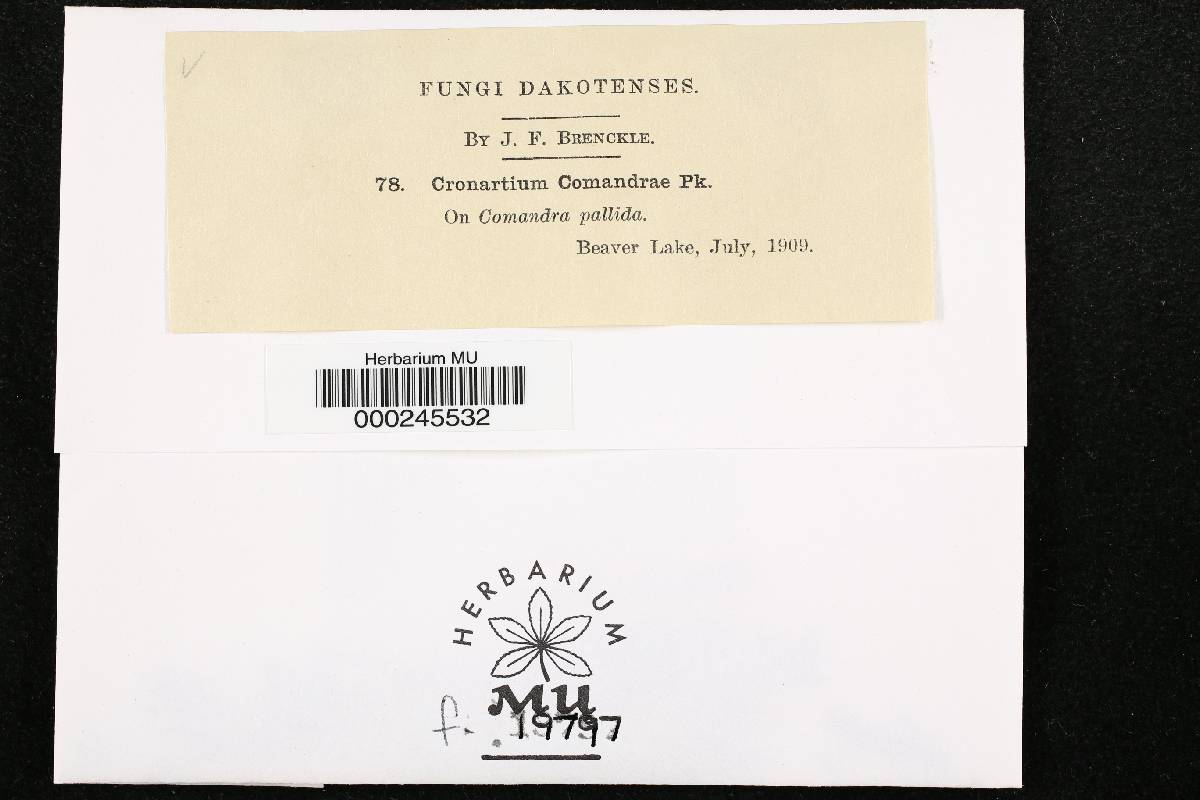 FUNGI DAKOTENSES.
BY J. F. BRENCKLE.
78. Cronartium Comandrae Pk.
On Comandra pallida.
Beaver Lake, July, 1909.
Herbarium MU
000245532
HERBARIUM
MU
f. 19797